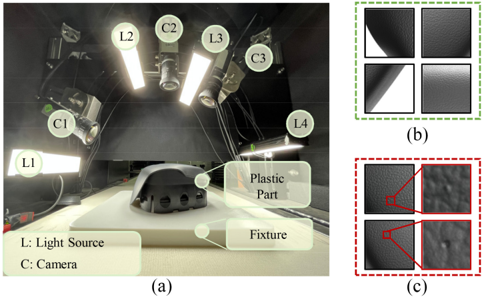 L2
C2
L3
C3
C1
L4
L1
Plastic
Part
Fixture
L: Light Source
C: Camera
(a)
(b)
(c)